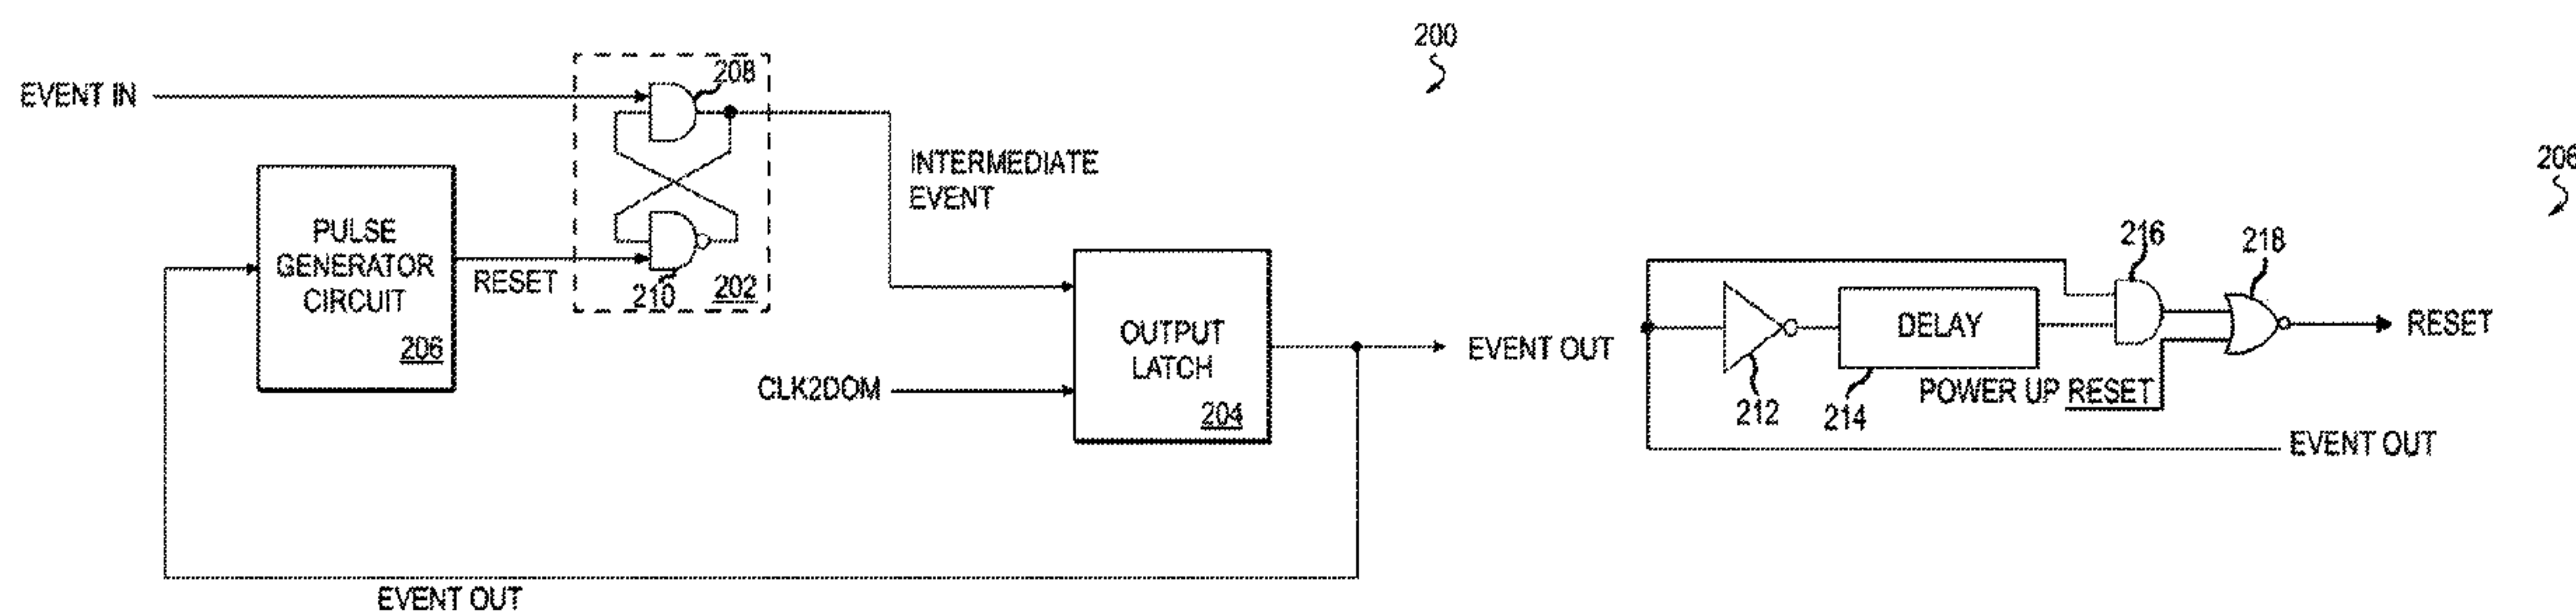 200
EVENT IN
208
INTERMEDIATE
EVENT
PULSE
GENERATOR
CIRCUIT
206
RESET
210
202
OUTPUT
LATCH
204
CLK2DOM
EVENT OUT
EVENT OUT
206
216
218
DELAY
RESET
POWER UP RESET
212
214
EVENT OUT